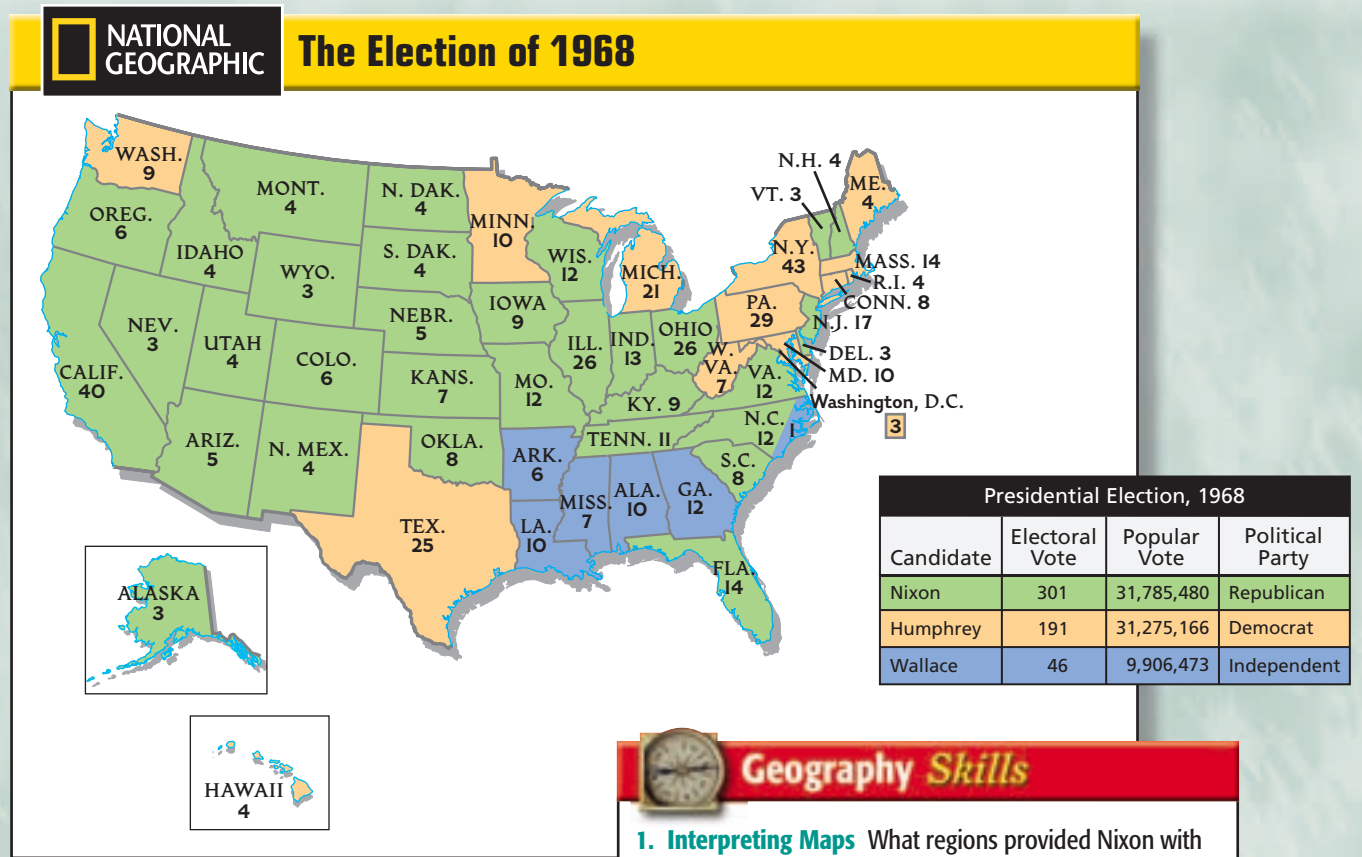 NATIONAL
GEOGRAPHIC
The Election of 1968
WASH.
9
OREG.
6
CALIF.
40
NEV.
3
IDAHO
4
MONT.
4
WYO.
3
UTAH
4
COLO.
6
ARIZ.
5
N. MEX.
4
N. DAK.
4
S. DAK.
4
NEBR.
5
KANS.
7
OKLA.
8
TEX.
25
MINN.
10
IOWA
9
MO.
12
ARK.
6
LA.
10
WIS.
12
ILL.
26
MICH.
21
IND.
13
OHIO
26
KY. 9
TENN. 11
MISS.
7
ALA.
10
GA.
12
FLA.
14
S.C.
8
N.C.
12
1
VA.
12
W.
VA.
7
PA.
29
N.Y.
43
VT. 3
N.H. 4
ME.
4
MASS. 14
R.I. 4
CONN. 8
N.J. 17
DEL. 3
MD. 10
Washington, D.C.
3
ALASKA
3
HAWAII
4
Presidential Election, 1968
Candidate Electoral Vote Popular Vote Political Party
Nixon 301 31,785,480 Republican
Humphrey 191 31,275,166 Democrat
Wallace 46 9,906,473 Independent
Geography Skills
1. Interpreting Maps What regions provided Nixon with